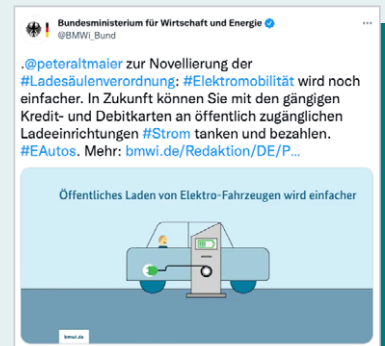 Bundesministerium für Wirtschaft und Energie
@BMWi_Bund
.@peteraltmaier zur Novellierung der
#Ladesäulenverordnung: #Elektromobilität wird noch
einfacher. In Zukunft können Sie mit den gängigen
Kredit- und Debitkarten an öffentlich zugänglichen
Ladeeinrichtungen #Strom tanken und bezahlen.
#EAutos. Mehr: bmwi.de/Redaktion/DE/P...
Öffentliches Laden von Elektro-Fahrzeugen wird einfacher
bmwi.de